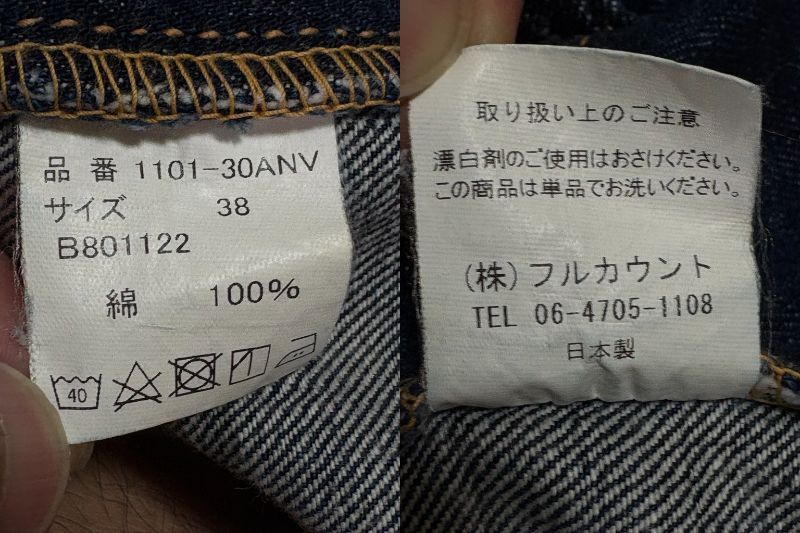 品 番 1101-30ANV
サイズ 38
B801122
綿 100%
40
取り扱い上のご注意
漂白剤のご使用はおさけください。
この商品は単品でお洗いください。
(株)フルカウント
TEL 06-4705-1108
日本製